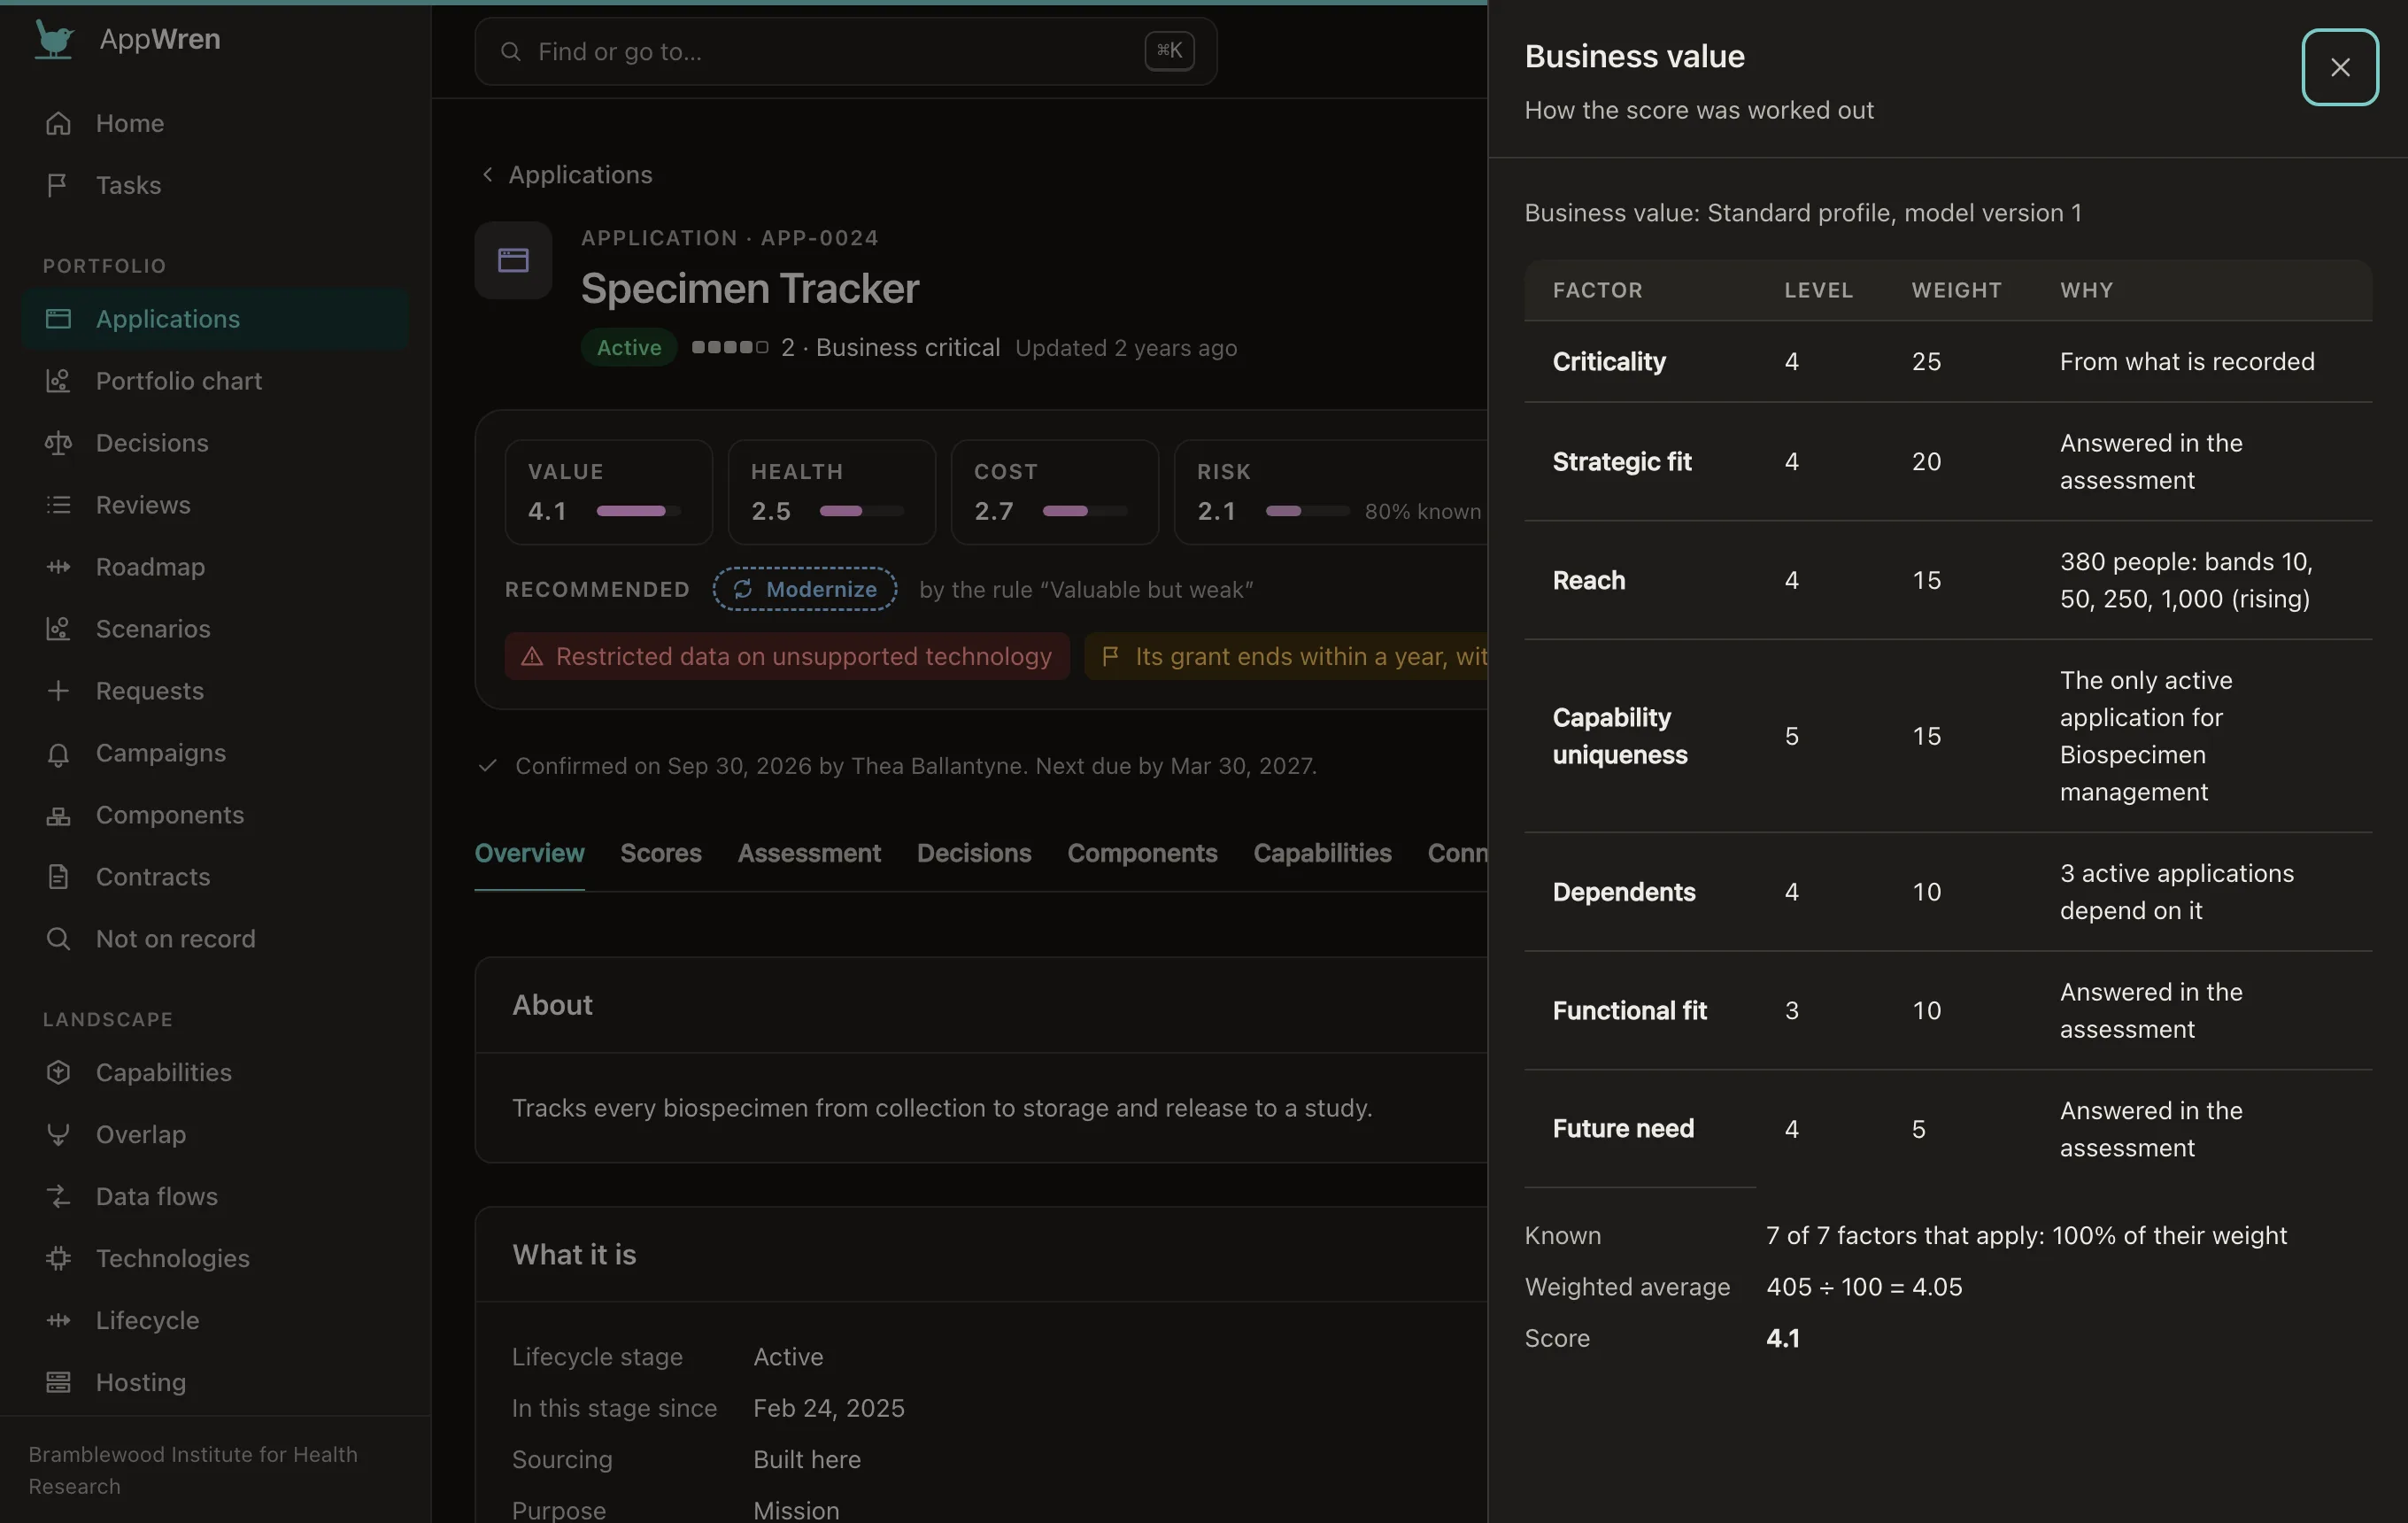 AppWren
Home
Tasks
PORTFOLIO
Applications
Portfolio chart
Decisions
Reviews
Roadmap
Scenarios
Requests
Campaigns
Components
Contracts
Not on record
LANDSCAPE
Capabilities
Overlap
Data flows
Technologies
Lifecycle
Hosting
Bramblewood Institute for Health
Research
Find or go to... ⌘K
Applications
APPLICATION · APP-0024
Specimen Tracker
Active 2 · Business critical Updated 2 years ago
VALUE HEALTH COST RISK
4.1 2.5 2.7 2.1 80% known
RECOMMENDED Modernize by the rule “Valuable but weak”
Restricted data on unsupported technology Its grant ends within a year, wit
Confirmed on Sep 30, 2026 by Thea Ballantyne. Next due by Mar 30, 2027.
Overview Scores Assessment Decisions Components Capabilities Conn
About
Tracks every biospecimen from collection to storage and release to a study.
What it is
Lifecycle stage Active
In this stage since Feb 24, 2025
Sourcing Built here
Purpose Mission
Business value
How the score was worked out
Business value: Standard profile, model version 1
FACTOR LEVEL WEIGHT WHY
Criticality 4 25 From what is recorded
Strategic fit 4 20 Answered in the
assessment
Reach 4 15 380 people: bands 10,
50, 250, 1,000 (rising)
Capability
uniqueness 5 15 The only active
application for
Biospecimen
management
Dependents 4 10 3 active applications
depend on it
Functional fit 3 10 Answered in the
assessment
Future need 4 5 Answered in the
assessment
Known 7 of 7 factors that apply: 100% of their weight
Weighted average 405 ÷ 100 = 4.05
Score 4.1